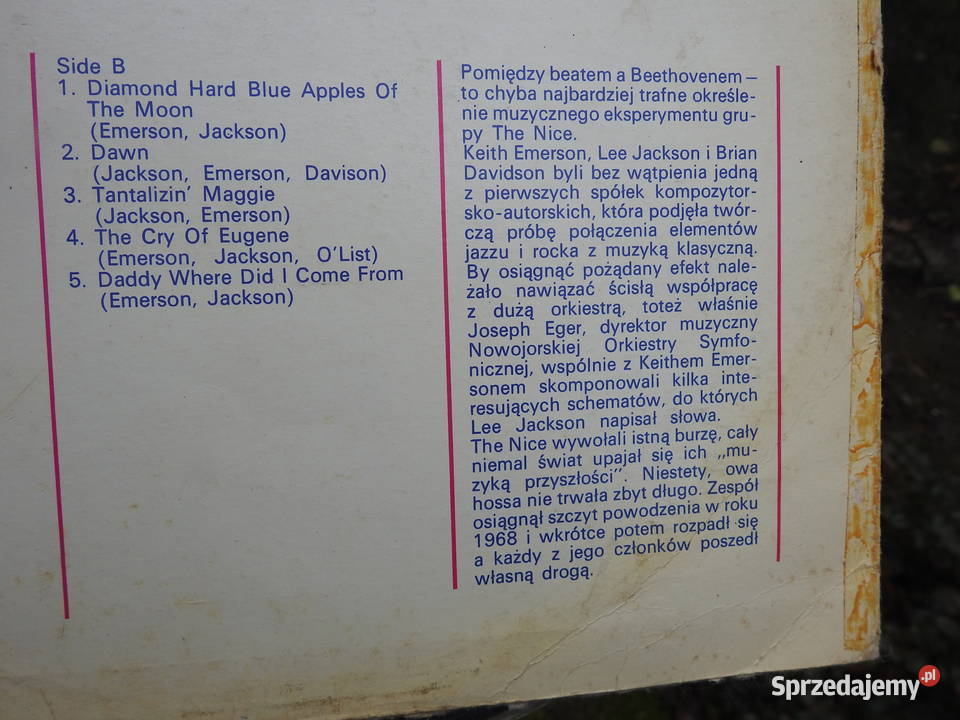 Side B
1. Diamond Hard Blue Apples Of
The Moon
(Emerson, Jackson)
2. Dawn
(Jackson, Emerson, Davison)
3. Tantalizin' Maggie
(Jackson, Emerson)
4. The Cry Of Eugene
(Emerson, Jackson, O'List)
5. Daddy Where Did I Come From
(Emerson, Jackson)
Pomiędzy beatem a Beethovenem –
to chyba najbardziej trafne określe-
nie muzycznego eksperymentu gru-
py The Nice.
Keith Emerson, Lee Jackson i Brian
Davidson byli bez wątpienia jedną
z pierwszych spółek kompozytor-
sko-autorskich, która podjęła twór-
czą próbę połączenia elementów
jazzu i rocka z muzyką klasyczną.
By osiągnąć pożądany efekt nale-
żało nawiązać ścisłą współpracę
z dużą orkiestrą, toteż właśnie
Joseph Eger, dyrektor muzyczny
Nowojorskiej Orkiestry Symfo-
nicznej, wspólnie z Keithem Emer-
sonem skomponowali kilka inte-
resujących schematów, do których
Lee Jackson napisał słowa.
The Nice wywołali istną burzę, cały
niemal świat upajał się ich „mu-
zyką przyszłości". Niestety, owa
hossa nie trwała zbyt długo. Zespół
osiągnął szczyt powodzenia w roku
1968 i wkrótce potem rozpadł się
a każdy z jego członków poszedł
własną drogą.
Sprzedajemy.pl